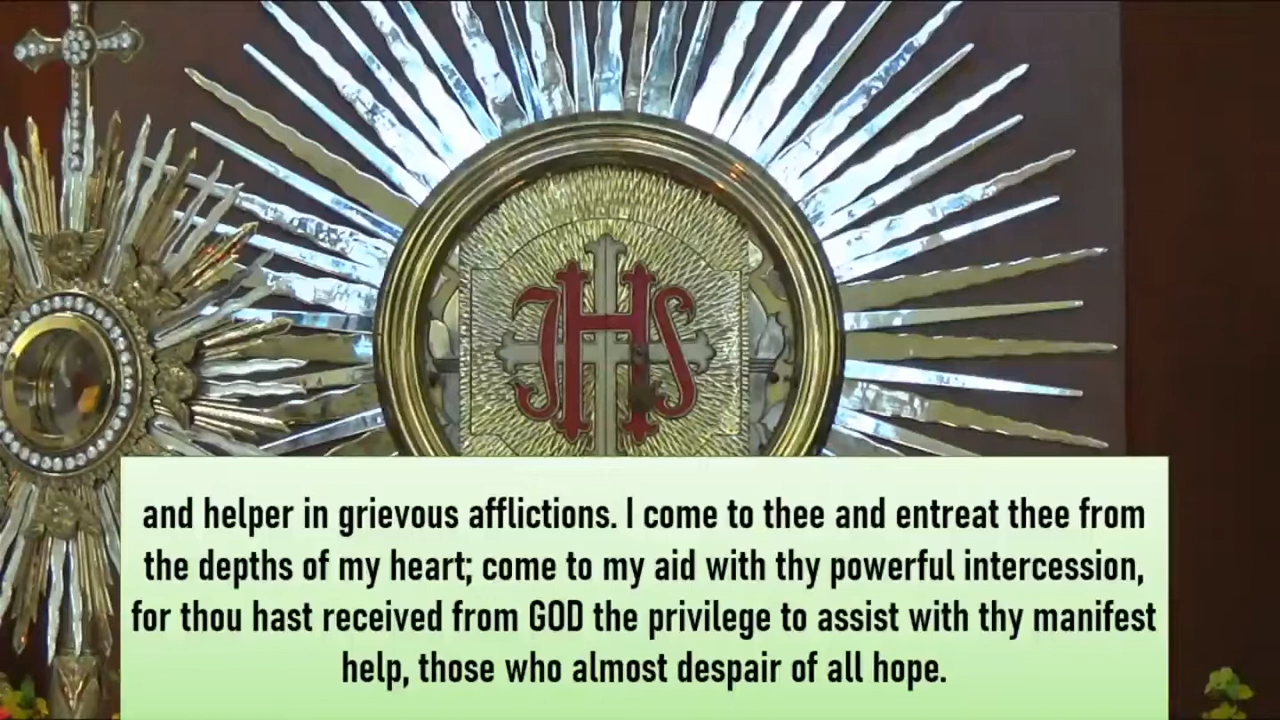 IHS
and helper in grievous afflictions. I come to thee and entreat thee from
the depths of my heart; come to my aid with thy powerful intercession,
for thou hast received from GOD the privilege to assist with thy manifest
help, those who almost despair of all hope.